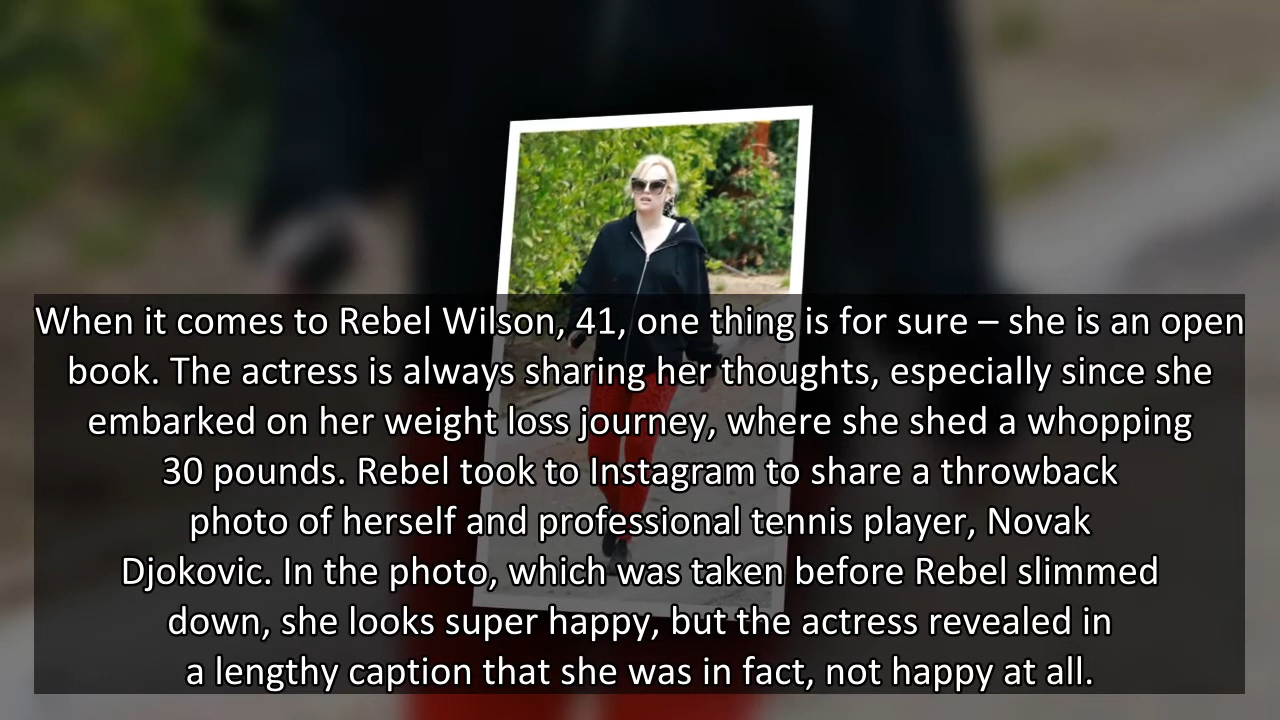 When it comes to Rebel Wilson, 41, one thing is for sure – she is an open
book. The actress is always sharing her thoughts, especially since she
embarked on her weight loss journey, where she shed a whopping
30 pounds. Rebel took to Instagram to share a throwback
photo of herself and professional tennis player, Novak
Djokovic. In the photo, which was taken before Rebel slimmed
down, she looks super happy, but the actress revealed in
a lengthy caption that she was in fact, not happy at all.